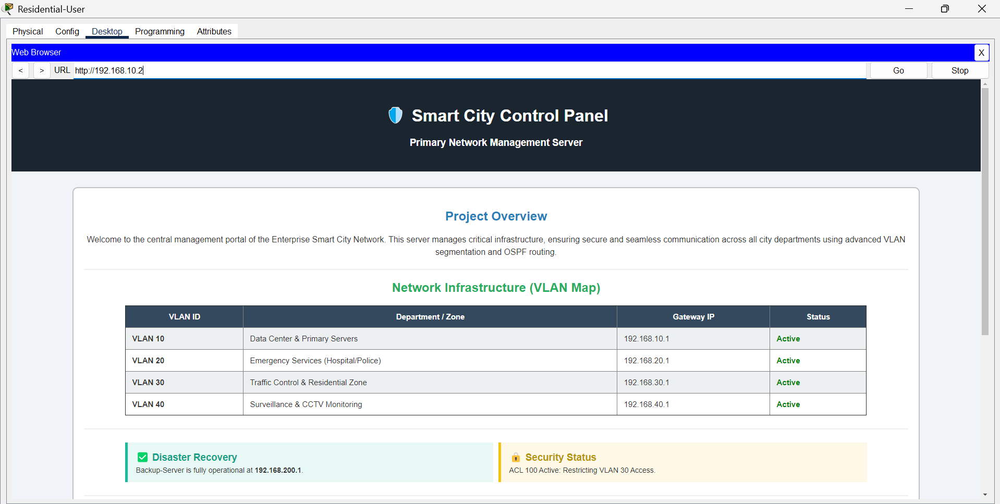 Residential-User
Physical Config Desktop Programming Attributes
Web Browser X
< > URL http://192.168.10.2 Go Stop
Smart City Control Panel
Primary Network Management Server
Project Overview
Welcome to the central management portal of the Enterprise Smart City Network. This server manages critical infrastructure, ensuring secure and seamless communication across all city departments using advanced VLAN
segmentation and OSPF routing.
Network Infrastructure (VLAN Map)
VLAN ID Department / Zone Gateway IP Status
VLAN 10 Data Center & Primary Servers 192.168.10.1 Active
VLAN 20 Emergency Services (Hospital/Police) 192.168.20.1 Active
VLAN 30 Traffic Control & Residential Zone 192.168.30.1 Active
VLAN 40 Surveillance & CCTV Monitoring 192.168.40.1 Active
Disaster Recovery
Backup-Server is fully operational at 192.168.200.1.
Security Status
ACL 100 Active: Restricting VLAN 30 Access.